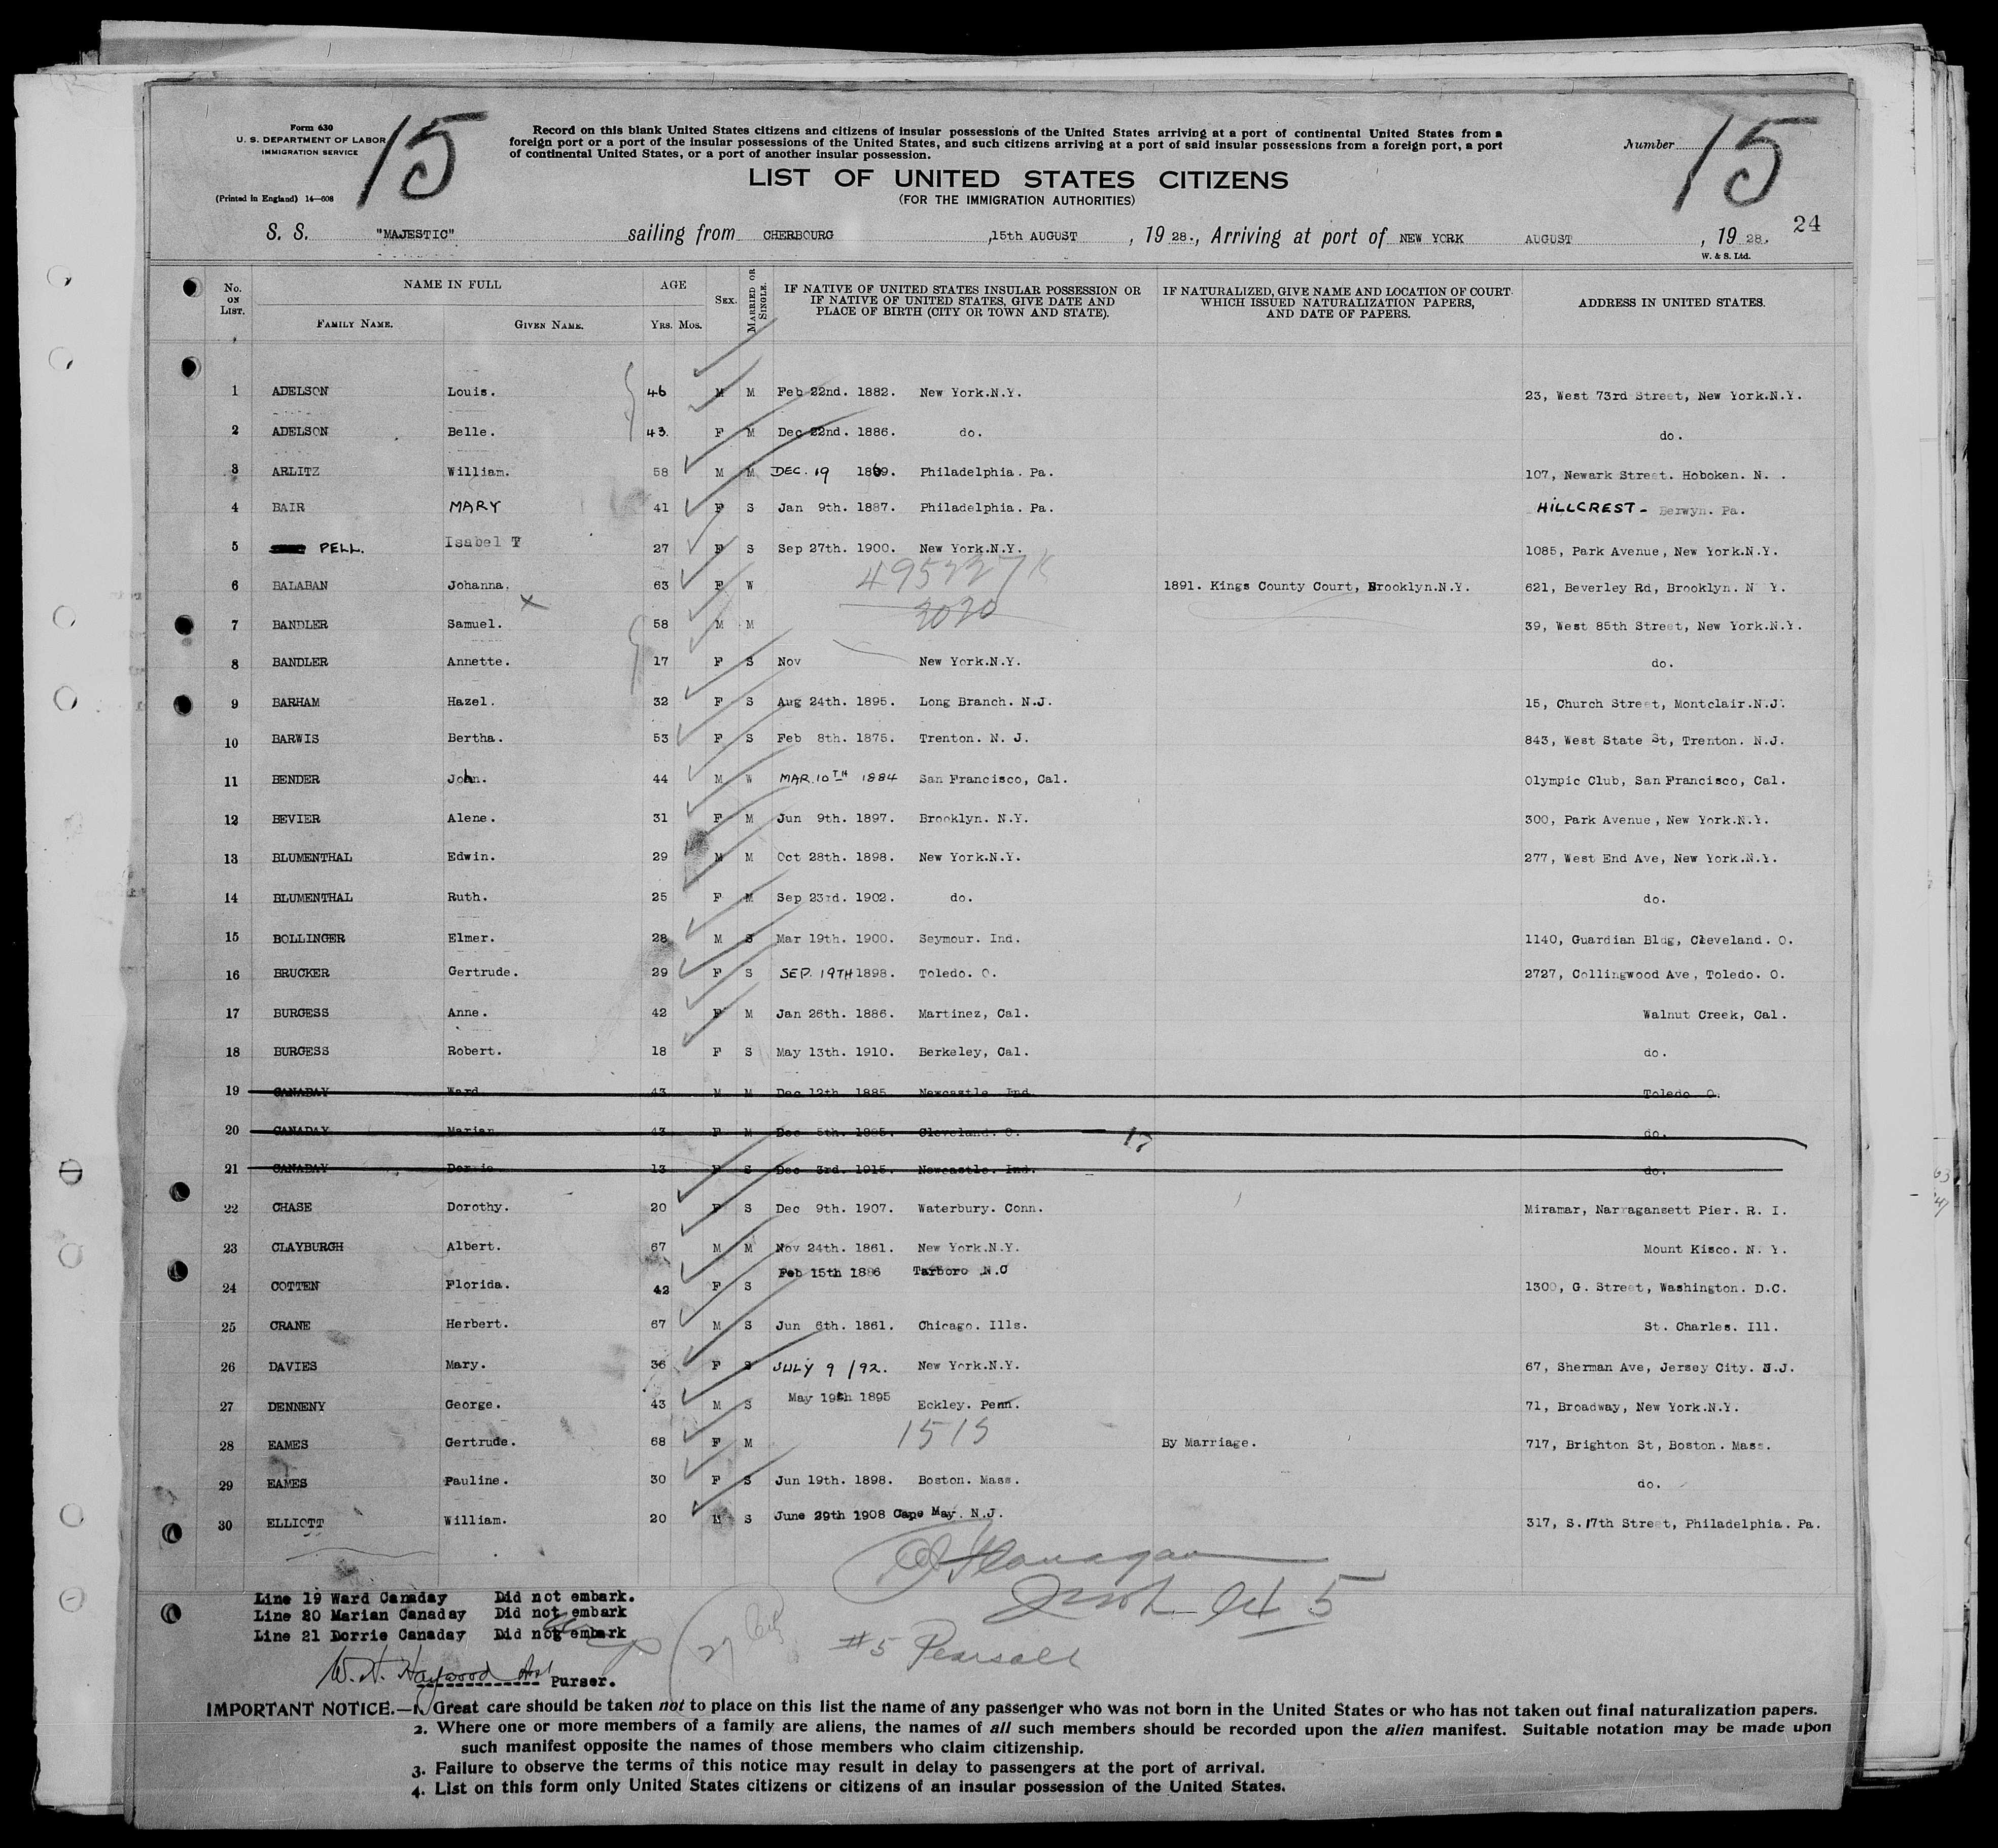 Form 630
U. S. DEPARTMENT OF LABOR
IMMIGRATION SERVICE
(Printed in England) 14—608
15
Record on this blank United States citizens and citizens of insular possessions of the United States arriving at a port of continental United States from a
foreign port or a port of the insular possessions of the United States, and such citizens arriving at a port of said insular possessions from a foreign port, a port
of continental United States, or a port of another insular possession.
Number 15
LIST OF UNITED STATES CITIZENS
(FOR THE IMMIGRATION AUTHORITIES)
24
S. S. "MAJESTIC" sailing from CHERBOURG ,15th AUGUST , 19 28., Arriving at port of NEW YORK AUGUST , 19 28.
W. & S. Ltd.
No. ON LIST. NAME IN FULL AGE SEX. MARRIED OR SINGLE. IF NATIVE OF UNITED STATES INSULAR POSSESSION OR IF NATIVE OF UNITED STATES, GIVE DATE AND PLACE OF BIRTH (CITY OR TOWN AND STATE). IF NATURALIZED, GIVE NAME AND LOCATION OF COURT WHICH ISSUED NATURALIZATION PAPERS, AND DATE OF PAPERS. ADDRESS IN UNITED STATES.
FAMILY NAME. GIVEN NAME. YRS. MOS.
1 ADELSON Louis. 46 M M Feb 22nd. 1882. New York.N.Y. 23, West 73rd Street, New York.N.Y.
2 ADELSON Belle. 43. F M Dec 22nd. 1886. do. do.
3 ARLITZ William. 58 M M DEC. 19 1869. Philadelphia. Pa. 107, Newark Street. Hoboken. N. .
4 BAIR MARY 41 F S Jan 9th. 1887. Philadelphia. Pa. HILLCREST - Berwyn. Pa.
5 PELL. Isabel T 27 F S Sep 27th. 1900. New York.N.Y. 1085, Park Avenue, New York.N.Y.
6 BALABAN Johanna. 63 F W 1891. Kings County Court, Brooklyn.N.Y. 621, Beverley Rd, Brooklyn. N Y.
2020
7 BANDLER Samuel. 58 M M 39, West 85th Street, New York.N.Y.
8 BANDLER Annette. 17 F S Nov New York.N.Y. do.
9 BARHAM Hazel. 32 F S Aug 24th. 1895. Long Branch. N.J. 15, Church Street, Montclair.N.J.
10 BARWIS Bertha. 53 F S Feb 8th. 1875. Trenton. N. J. 843, West State St, Trenton. N.J.
11 BENDER John. 44 M W MAR. 10TH 1884 San Francisco, Cal. Olympic Club, San Francisco, Cal.
12 BEVIER Alene. 31 F M Jun 9th. 1897. Brooklyn. N.Y. 300, Park Avenue, New York.N.Y.
13 BLUMENTHAL Edwin. 29 M M Oct 28th. 1898. New York.N.Y. 277, West End Ave, New York.N.Y.
14 BLUMENTHAL Ruth. 25 F M Sep 23rd. 1902. do. do.
15 BOLLINGER Elmer. 28 M S Mar 19th. 1900. Seymour. Ind. 1140, Guardian Bldg, Cleveland. O.
16 BRUCKER Gertrude. 29 F S SEP. 19TH 1898. Toledo. O. 2727, Collingwood Ave, Toledo. O.
17 BURGESS Anne. 42 F M Jan 26th. 1886. Martinez, Cal. Walnut Creek, Cal.
18 BURGESS Robert. 18 F S May 13th. 1910. Berkeley, Cal. do.
19 CANADAY Ward 43 M M Dec 12th 1885 Newcastle Ind Toledo O.
20 CANADAY Marian 43 F M Dec 5th. 1885. Cleveland. O. do.
21 CANADAY Dorrie 13 F S Dec 3rd. 1915. Newcastle. Ind. do.
22 CHASE Dorothy. 20 F S Dec 9th. 1907. Waterbury. Conn. Miramar, Narragansett Pier. R. I.
23 CLAYBURGH Albert. 67 M M Nov 24th. 1861. New York.N.Y. Mount Kisco. N. Y.
24 COTTEN Florida. 42 F S Feb 15th 1886 Tarboro N.C 1300, G. Street, Washington. D.C.
25 CRANE Herbert. 67 M S Jun 6th. 1861. Chicago. Ills. St. Charles. Ill.
26 DAVIES Mary. 36 F S JULY 9 /92. New York.N.Y. 67, Sherman Ave, Jersey City. N.J.
27 DENNENY George. 43 M S May 19th 1895 Eckley. Penn. 71, Broadway, New York.N.Y.
28 EAMES Gertrude. 68 F M 1515 By Marriage. 717, Brighton St, Boston. Mass.
29 EAMES Pauline. 30 F S Jun 19th. 1898. Boston. Mass. do.
30 ELLIOTT William. 20 M S June 29th 1908 Cape May. N.J. 317, S. 17th Street, Philadelphia. Pa.
Line 19 Ward Canaday Did not embark.
Line 20 Marian Canaday Did not embark
Line 21 Dorrie Canaday Did not embark
#5 Pearsall
W. H. Haywood Asst Purser.
IMPORTANT NOTICE.—1. Great care should be taken not to place on this list the name of any passenger who was not born in the United States or who has not taken out final naturalization papers.
2. Where one or more members of a family are aliens, the names of all such members should be recorded upon the alien manifest. Suitable notation may be made upon
such manifest opposite the names of those members who claim citizenship.
3. Failure to observe the terms of this notice may result in delay to passengers at the port of arrival.
4. List on this form only United States citizens or citizens of an insular possession of the United States.